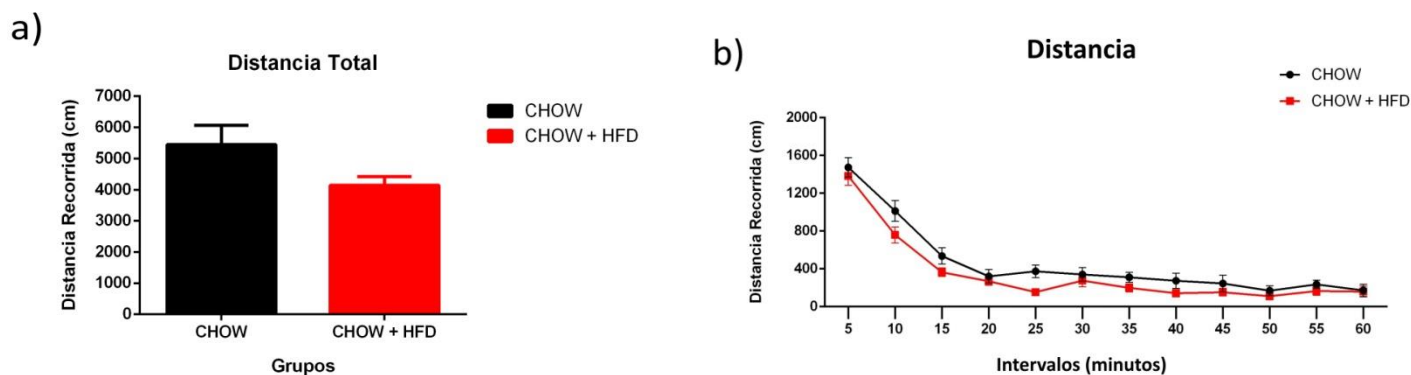 a)
Distancia Total
Distancia Recorrida (cm)
7000
6000
5000
4000
3000
2000
1000
0
CHOW
CHOW + HFD
Grupos
CHOW
CHOW + HFD
b)
Distancia
CHOW
CHOW + HFD
Distancia Recorrida (cm)
2000
1600
1200
800
400
0
5 10 15 20 25 30 35 40 45 50 55 60
Intervalos (minutos)